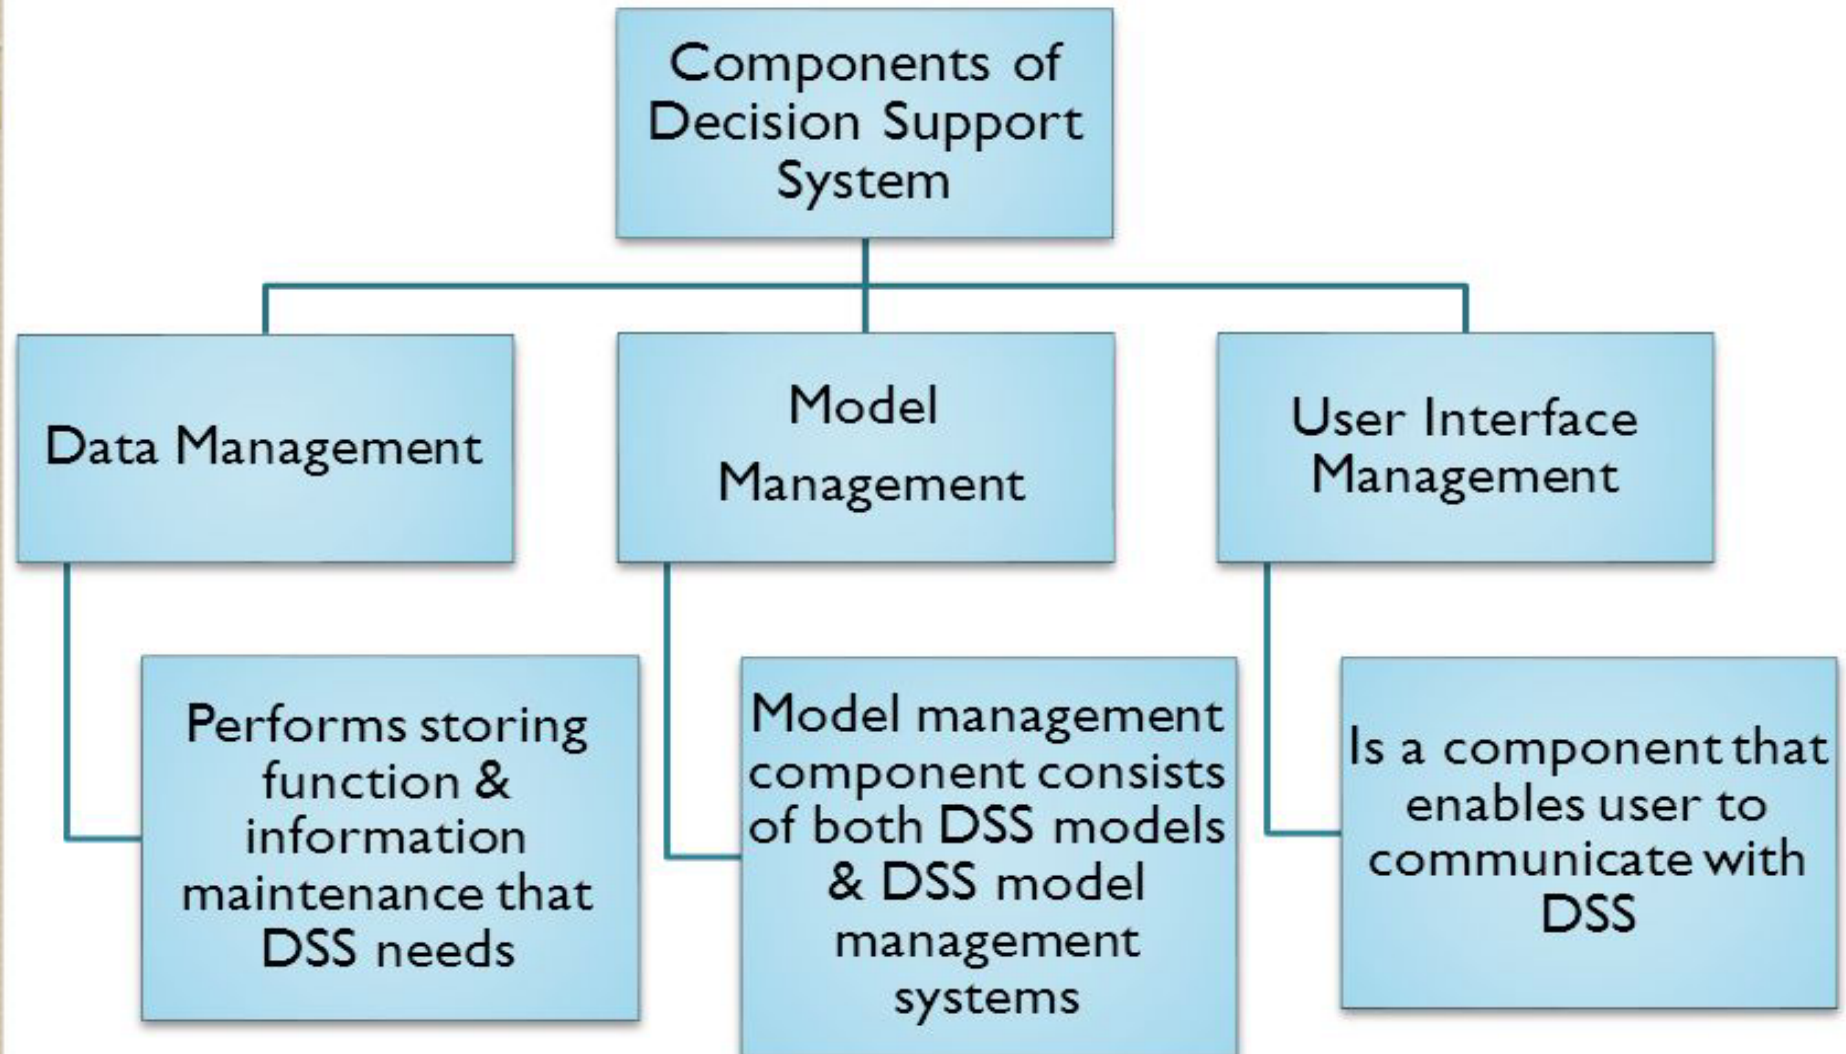 Components of
Decision Support
System
Data Management
Model
Management
User Interface
Management
Performs storing
function &
information
maintenance that
DSS needs
Model management
component consists
of both DSS models
& DSS model
management
systems
Is a component that
enables user to
communicate with
DSS